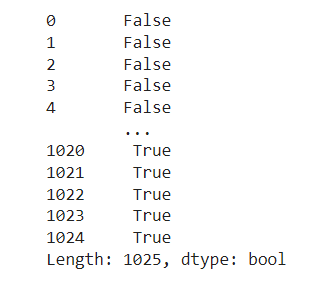 0       False
1       False
2       False
3       False
4       False
        ...
1020     True
1021     True
1022     True
1023     True
1024     True
Length: 1025, dtype: bool